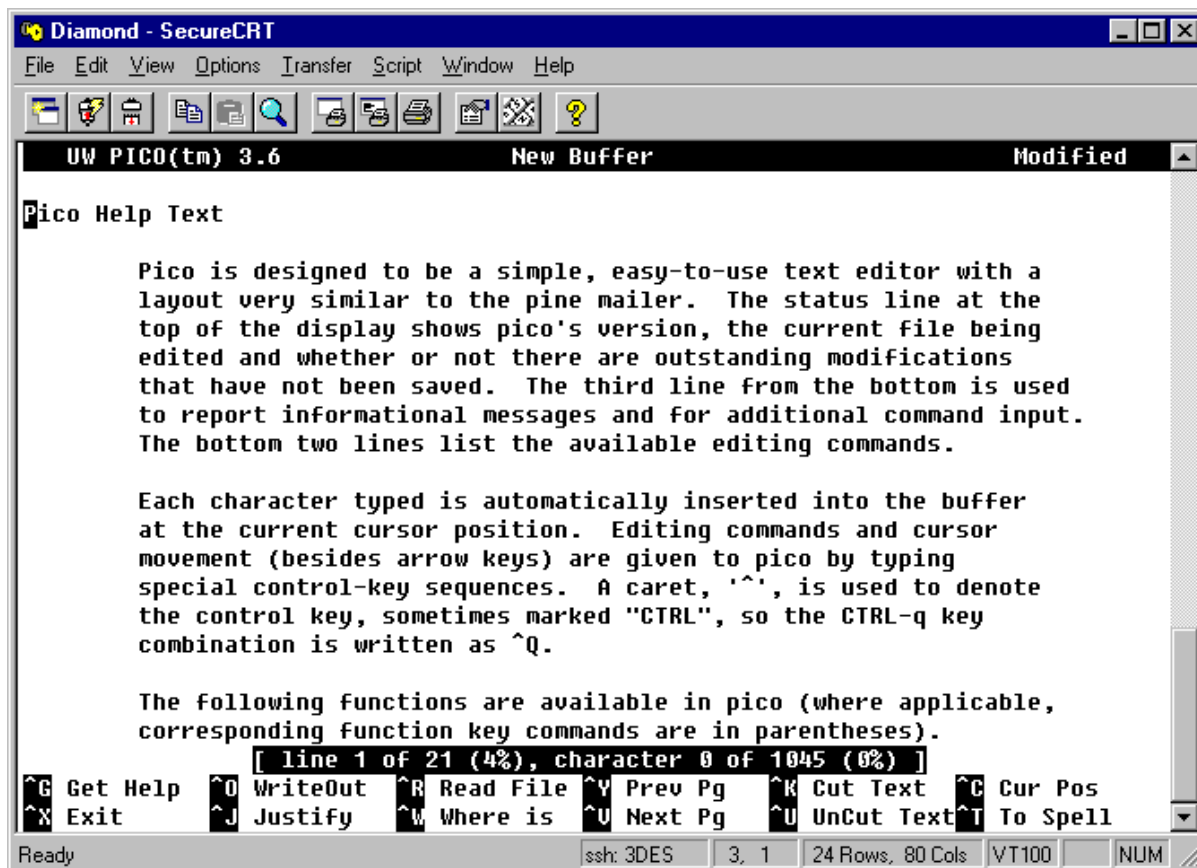 Diamond - SecureCRT
File Edit View Options Transfer Script Window Help
UW PICO(tm) 3.6 New Buffer Modified
Pico Help Text
Pico is designed to be a simple, easy-to-use text editor with a
layout very similar to the pine mailer.  The status line at the
top of the display shows pico's version, the current file being
edited and whether or not there are outstanding modifications
that have not been saved.  The third line from the bottom is used
to report informational messages and for additional command input.
The bottom two lines list the available editing commands.
Each character typed is automatically inserted into the buffer
at the current cursor position.  Editing commands and cursor
movement (besides arrow keys) are given to pico by typing
special control-key sequences.  A caret, '^', is used to denote
the control key, sometimes marked "CTRL", so the CTRL-q key
combination is written as ^Q.
The following functions are available in pico (where applicable,
corresponding function key commands are in parentheses).
[ line 1 of 21 (4%), character 0 of 1045 (0%) ]
^G Get Help ^O WriteOut ^R Read File ^Y Prev Pg ^K Cut Text ^C Cur Pos
^X Exit ^J Justify ^W Where is ^V Next Pg ^U UnCut Text ^T To Spell
Ready ssh: 3DES 3, 1 24 Rows, 80 Cols VT100 NUM